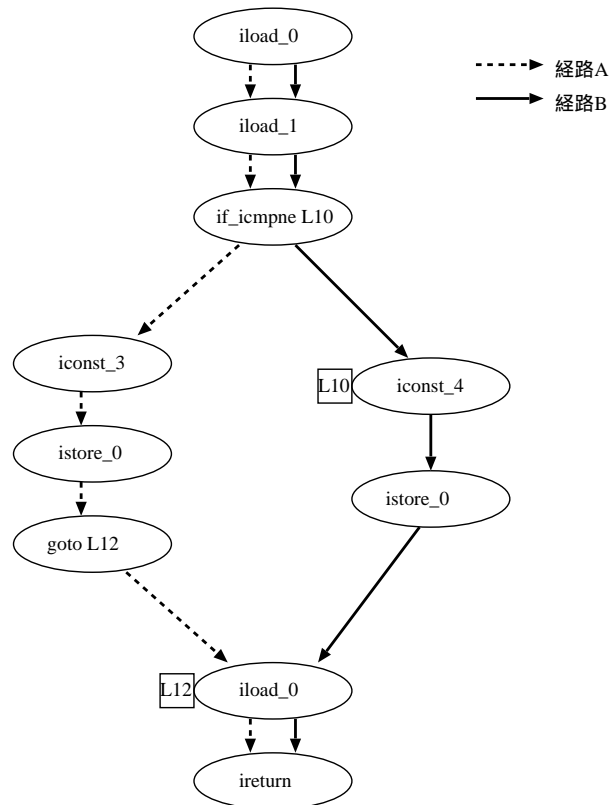 iload_0
経路A
経路B
iload_1
if_icmpne L10
iconst_3
L10
iconst_4
istore_0
istore_0
goto L12
L12
iload_0
ireturn